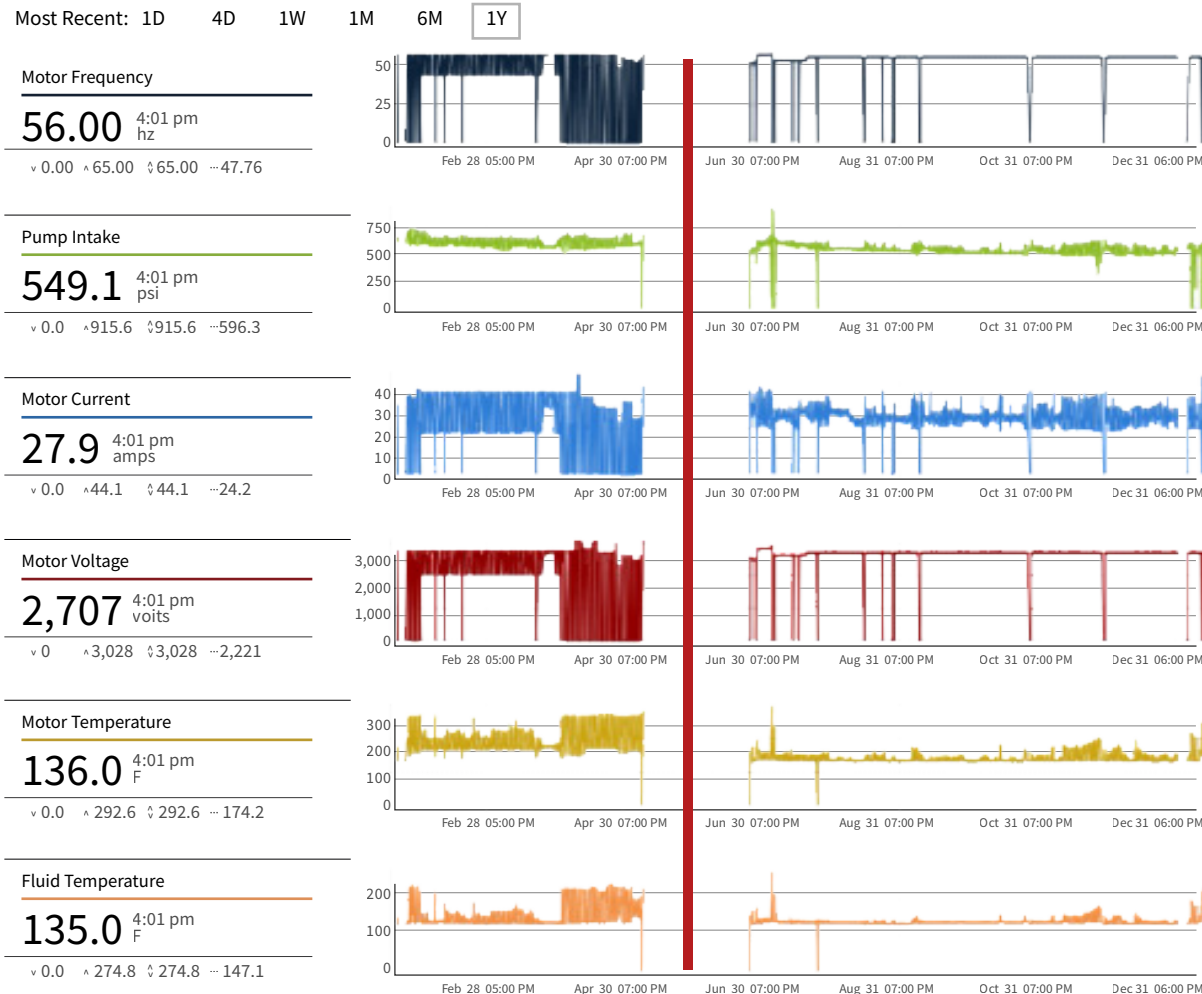 Most Recent: 1D 4D 1W 1M 6M 1Y
Motor Frequency
56.00 4:01 pm
hz
˅ 0.00 ˄ 65.00 65.00 ··· 47.76
50
25
0
Feb 28 05:00 PM Apr 30 07:00 PM Jun 30 07:00 PM Aug 31 07:00 PM Oct 31 07:00 PM Dec 31 06:00 PM
Pump Intake
549.1 4:01 pm
psi
˅ 0.0 ˄ 915.6 915.6 ··· 596.3
750
500
250
0
Feb 28 05:00 PM Apr 30 07:00 PM Jun 30 07:00 PM Aug 31 07:00 PM Oct 31 07:00 PM Dec 31 06:00 PM
Motor Current
27.9 4:01 pm
amps
˅ 0.0 ˄ 44.1 44.1 ··· 24.2
40
30
20
10
0
Feb 28 05:00 PM Apr 30 07:00 PM Jun 30 07:00 PM Aug 31 07:00 PM Oct 31 07:00 PM Dec 31 06:00 PM
Motor Voltage
2,707 4:01 pm
voits
˅ 0 ˄ 3,028 3,028 ··· 2,221
3,000
2,000
1,000
0
Feb 28 05:00 PM Apr 30 07:00 PM Jun 30 07:00 PM Aug 31 07:00 PM Oct 31 07:00 PM Dec 31 06:00 PM
Motor Temperature
136.0 4:01 pm
F
˅ 0.0 ˄ 292.6 292.6 ··· 174.2
300
200
100
0
Feb 28 05:00 PM Apr 30 07:00 PM Jun 30 07:00 PM Aug 31 07:00 PM Oct 31 07:00 PM Dec 31 06:00 PM
Fluid Temperature
135.0 4:01 pm
F
˅ 0.0 ˄ 274.8 274.8 ··· 147.1
200
100
0
Feb 28 05:00 PM Apr 30 07:00 PM Jun 30 07:00 PM Aug 31 07:00 PM Oct 31 07:00 PM Dec 31 06:00 PM